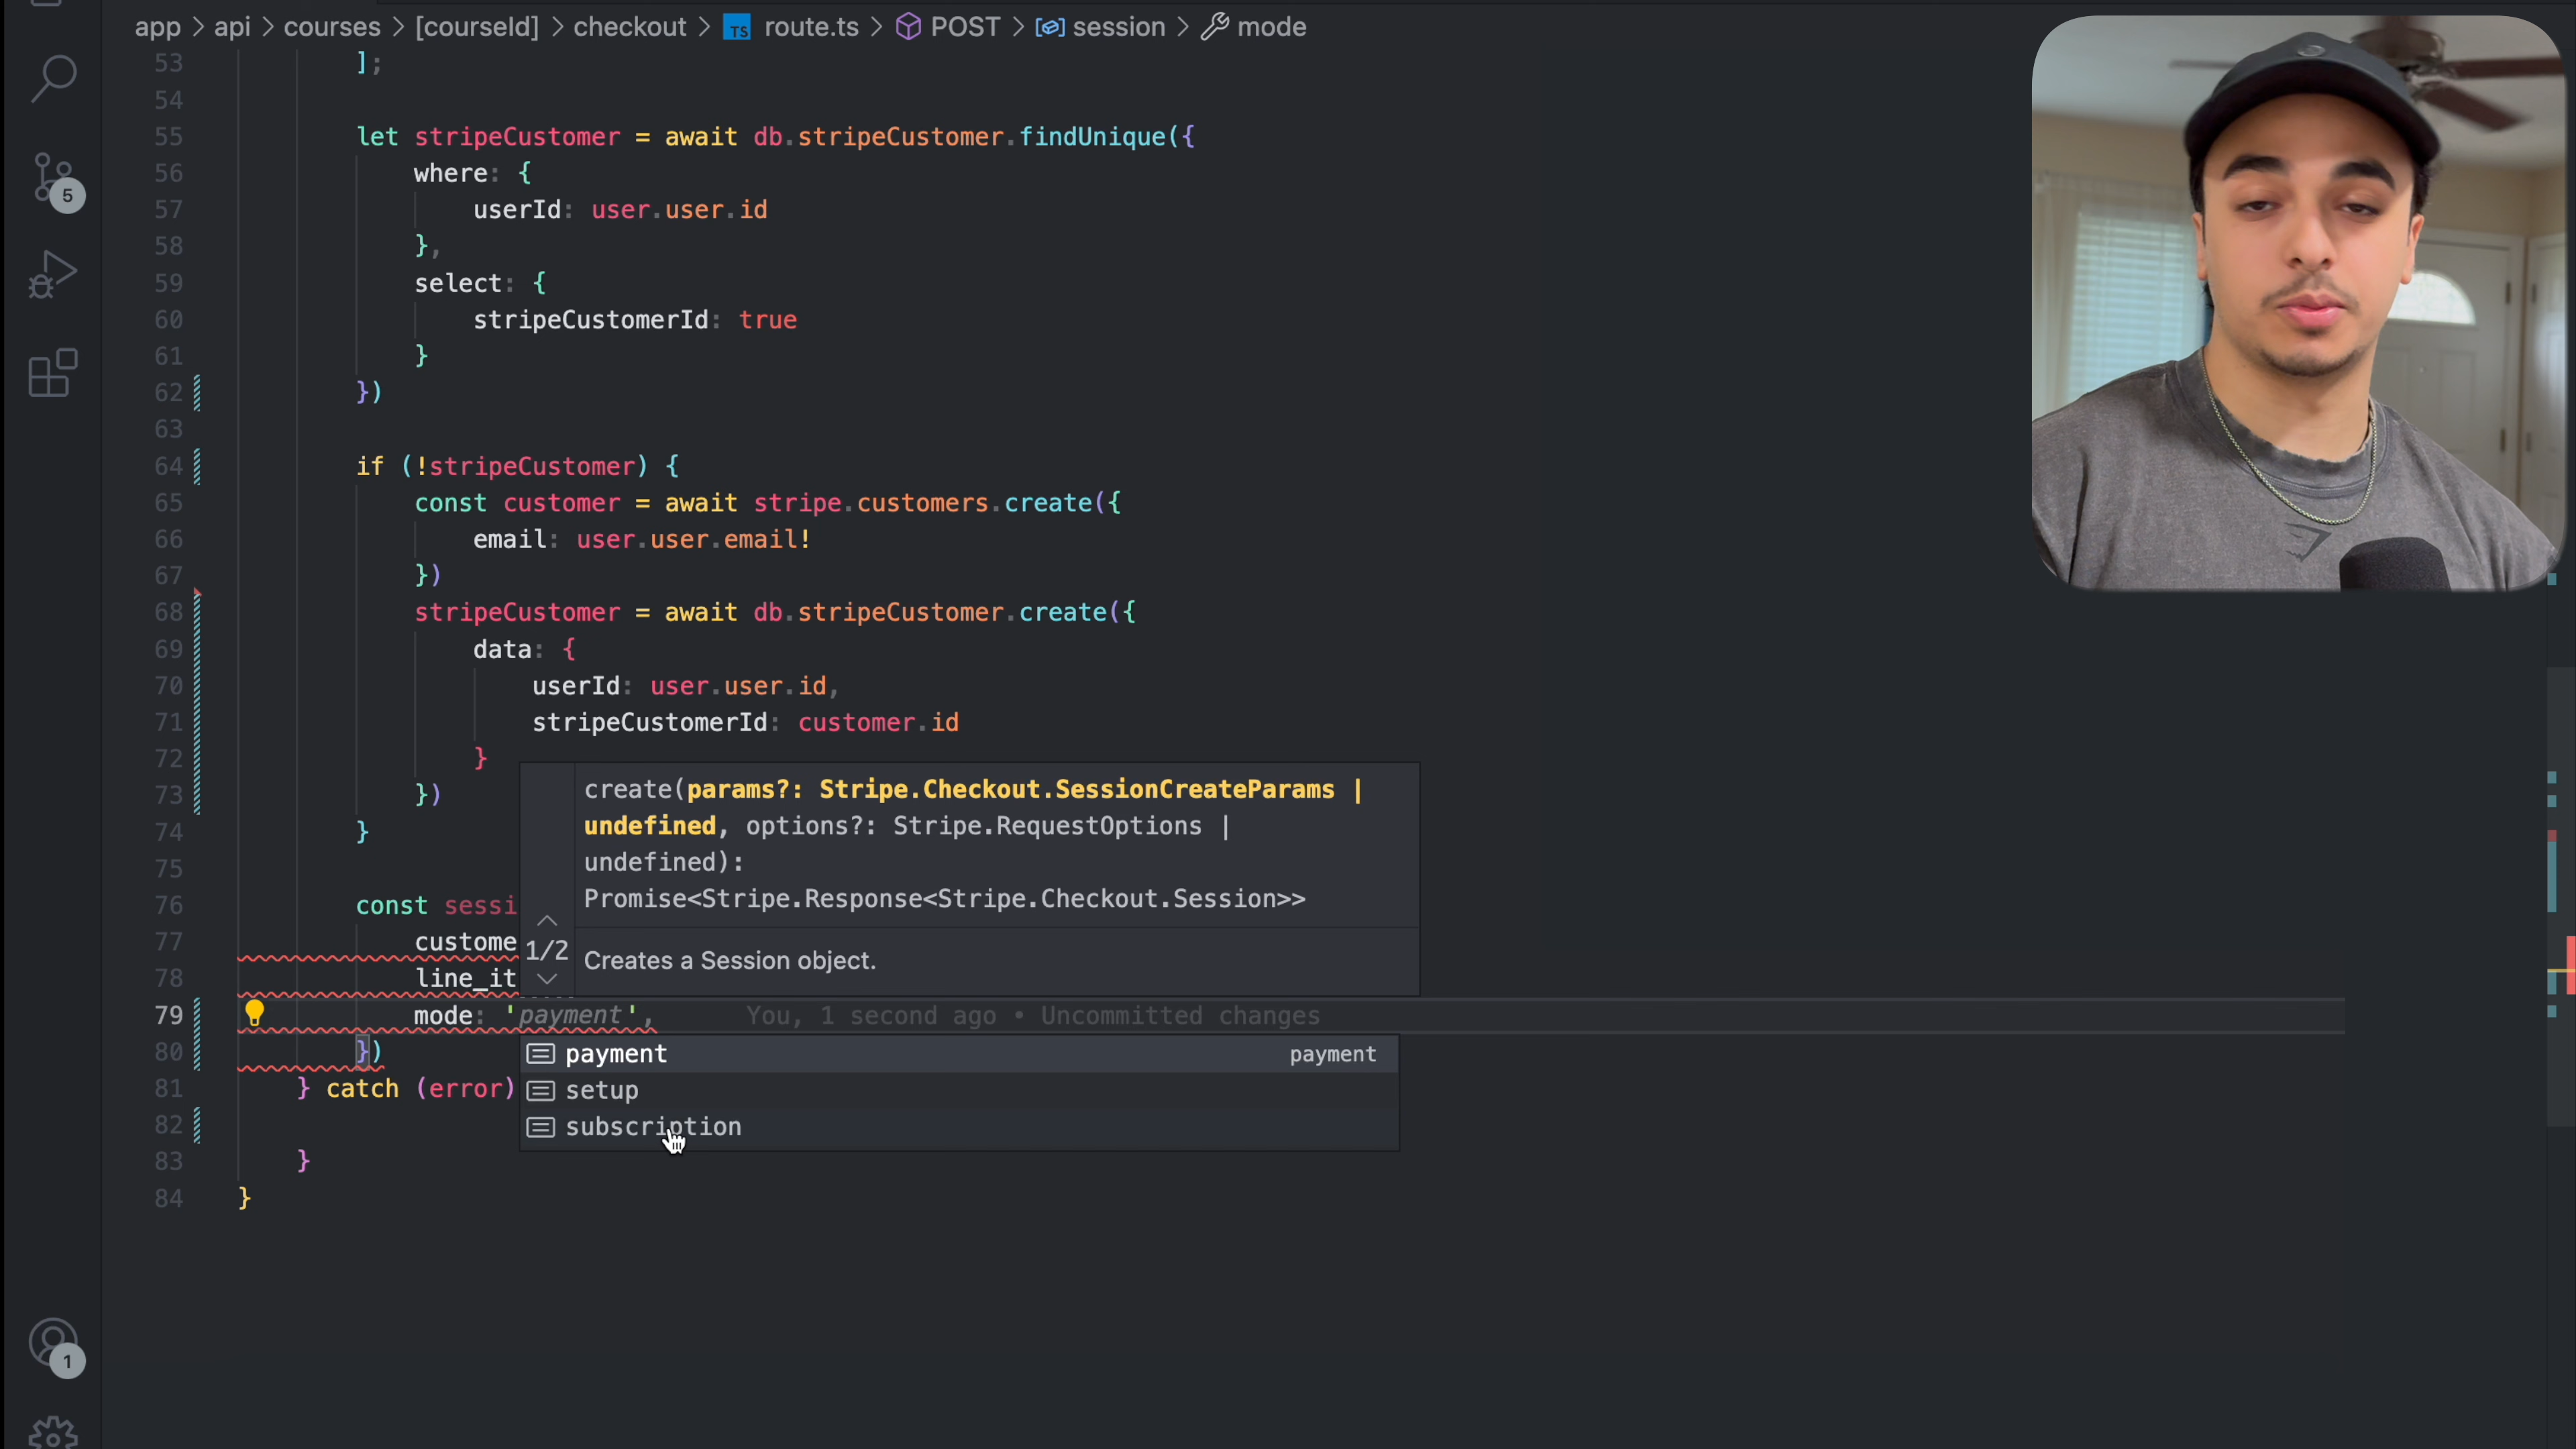 app > api > courses > [courseId] > checkout > TS route.ts > POST > session > mode
53 ];
54
55 let stripeCustomer = await db.stripeCustomer.findUnique({
56 where: {
57 userId: user.user.id
58 },
59 select: {
60 stripeCustomerId: true
61 }
62 })
63
64 if (!stripeCustomer) {
65 const customer = await stripe.customers.create({
66 email: user.user.email!
67 })
68 stripeCustomer = await db.stripeCustomer.create({
69 data: {
70 userId: user.user.id,
71 stripeCustomerId: customer.id
72 }
73 })
74 }
75
76 const sessi
77 custome
78 line_it
79 mode: 'payment', You, 1 second ago • Uncommitted changes
80 })
81 } catch (error)
82
83 }
84 }
create(params?: Stripe.Checkout.SessionCreateParams |
undefined, options?: Stripe.RequestOptions |
undefined):
Promise<Stripe.Response<Stripe.Checkout.Session>>
1/2
Creates a Session object.
payment payment
setup
subscription
5
1